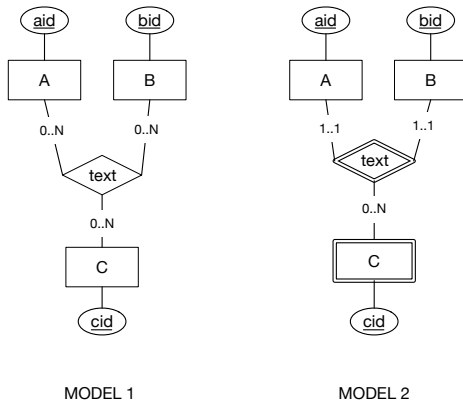 aid bid aid bid
A B A B
0..N 0..N 1..1 1..1
text text
0..N 0..N
C C
cid cid
MODEL 1 MODEL 2